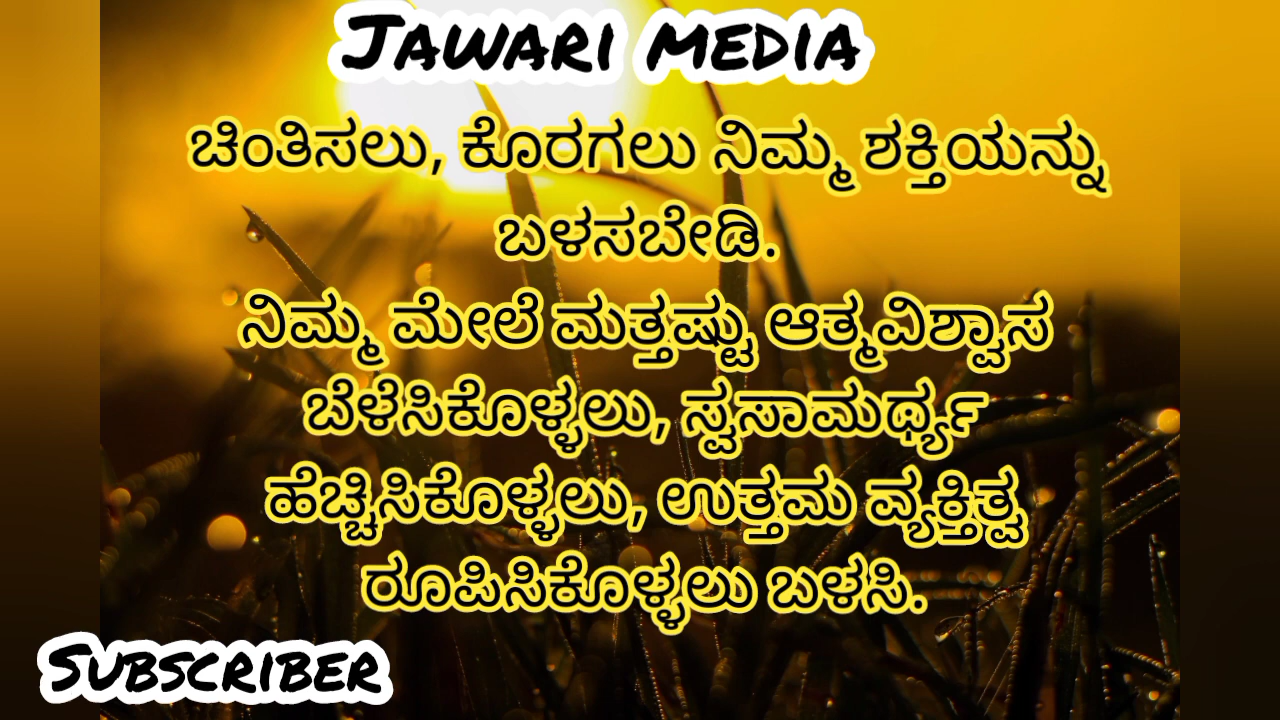 JAWARI MEDIA
ಚಿಂತಿಸಲು, ಕೊರಗಲು ನಿಮ್ಮ ಶಕ್ತಿಯನ್ನು
ಬಳಸಬೇಡಿ.
ನಿಮ್ಮ ಮೇಲೆ ಮತ್ತಷ್ಟು ಆತ್ಮವಿಶ್ವಾಸ
ಬೆಳೆಸಿಕೊಳ್ಳಲು, ಸ್ವಸಾಮರ್ಥ್ಯ
ಹೆಚ್ಚಿಸಿಕೊಳ್ಳಲು, ಉತ್ತಮ ವ್ಯಕ್ತಿತ್ವ
ರೂಪಿಸಿಕೊಳ್ಳಲು ಬಳಸಿ.
SUBSCRIBER